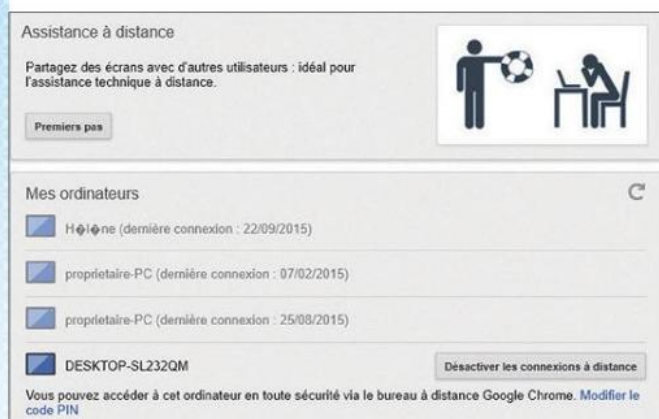 Assistance à distance
Partagez des écrans avec d'autres utilisateurs : idéal pour
l'assistance technique à distance.
Premiers pas
Mes ordinateurs
H�l�ne (dernière connexion : 22/09/2015)
proprietaire-PC (dernière connexion : 07/02/2015)
proprietaire-PC (dernière connexion : 25/08/2015)
DESKTOP-SL232QM
Désactiver les connexions à distance
Vous pouvez accéder à cet ordinateur en toute sécurité via le bureau à distance Google Chrome. Modifier le
code PIN